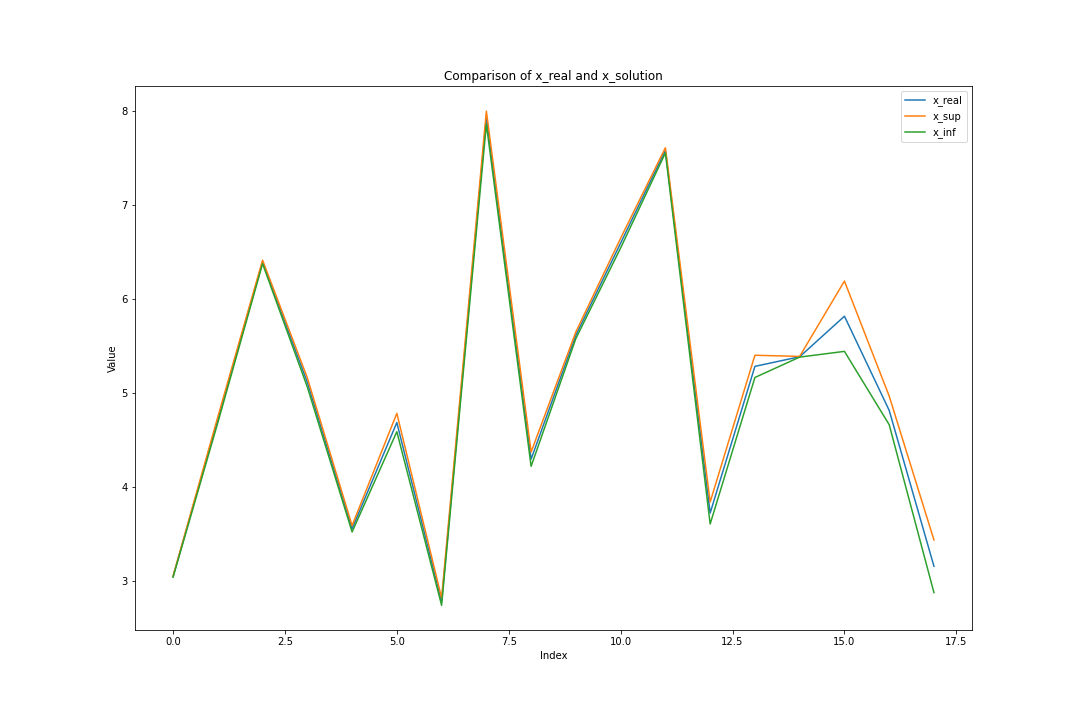 Comparison of x_real and x_solution
x_real
x_sup
x_inf
8
7
6
5
4
3
Value
0.0 2.5 5.0 7.5 10.0 12.5 15.0 17.5
Index